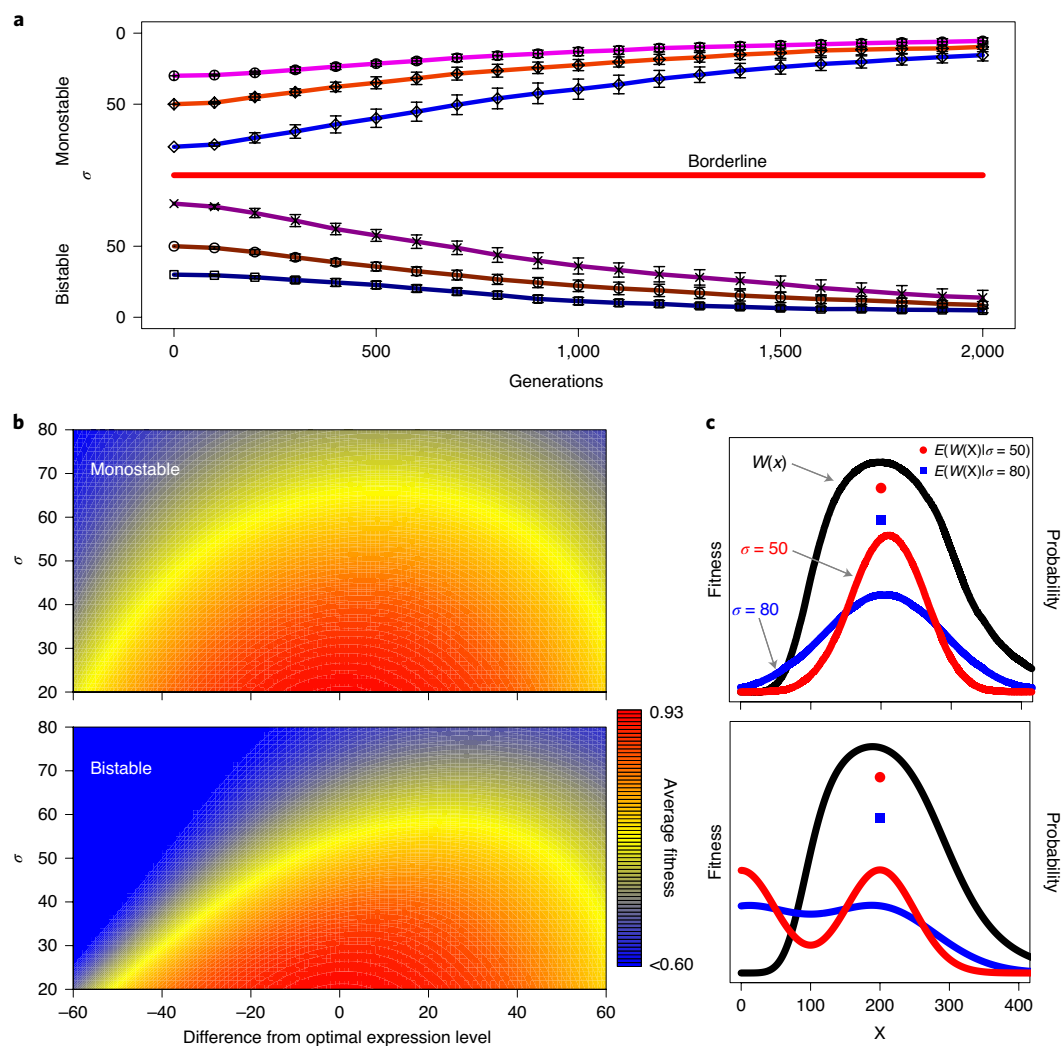 a
0
50
Monostable
σ
Borderline
50
Bistable
0
0
500
1,000
1,500
2,000
Generations
b
80
70
60
50
40
30
20
σ
Monostable
80
70
60
50
40
30
20
σ
Bistable
−60
−40
−20
0
20
40
60
Difference from optimal expression level
0.93
Average fitness
<0.60
c
W(x)
E(W(X)|σ = 50)
E(W(X)|σ = 80)
σ = 50
σ = 80
Fitness
Probability
Fitness
Probability
0
100
200
300
400
X